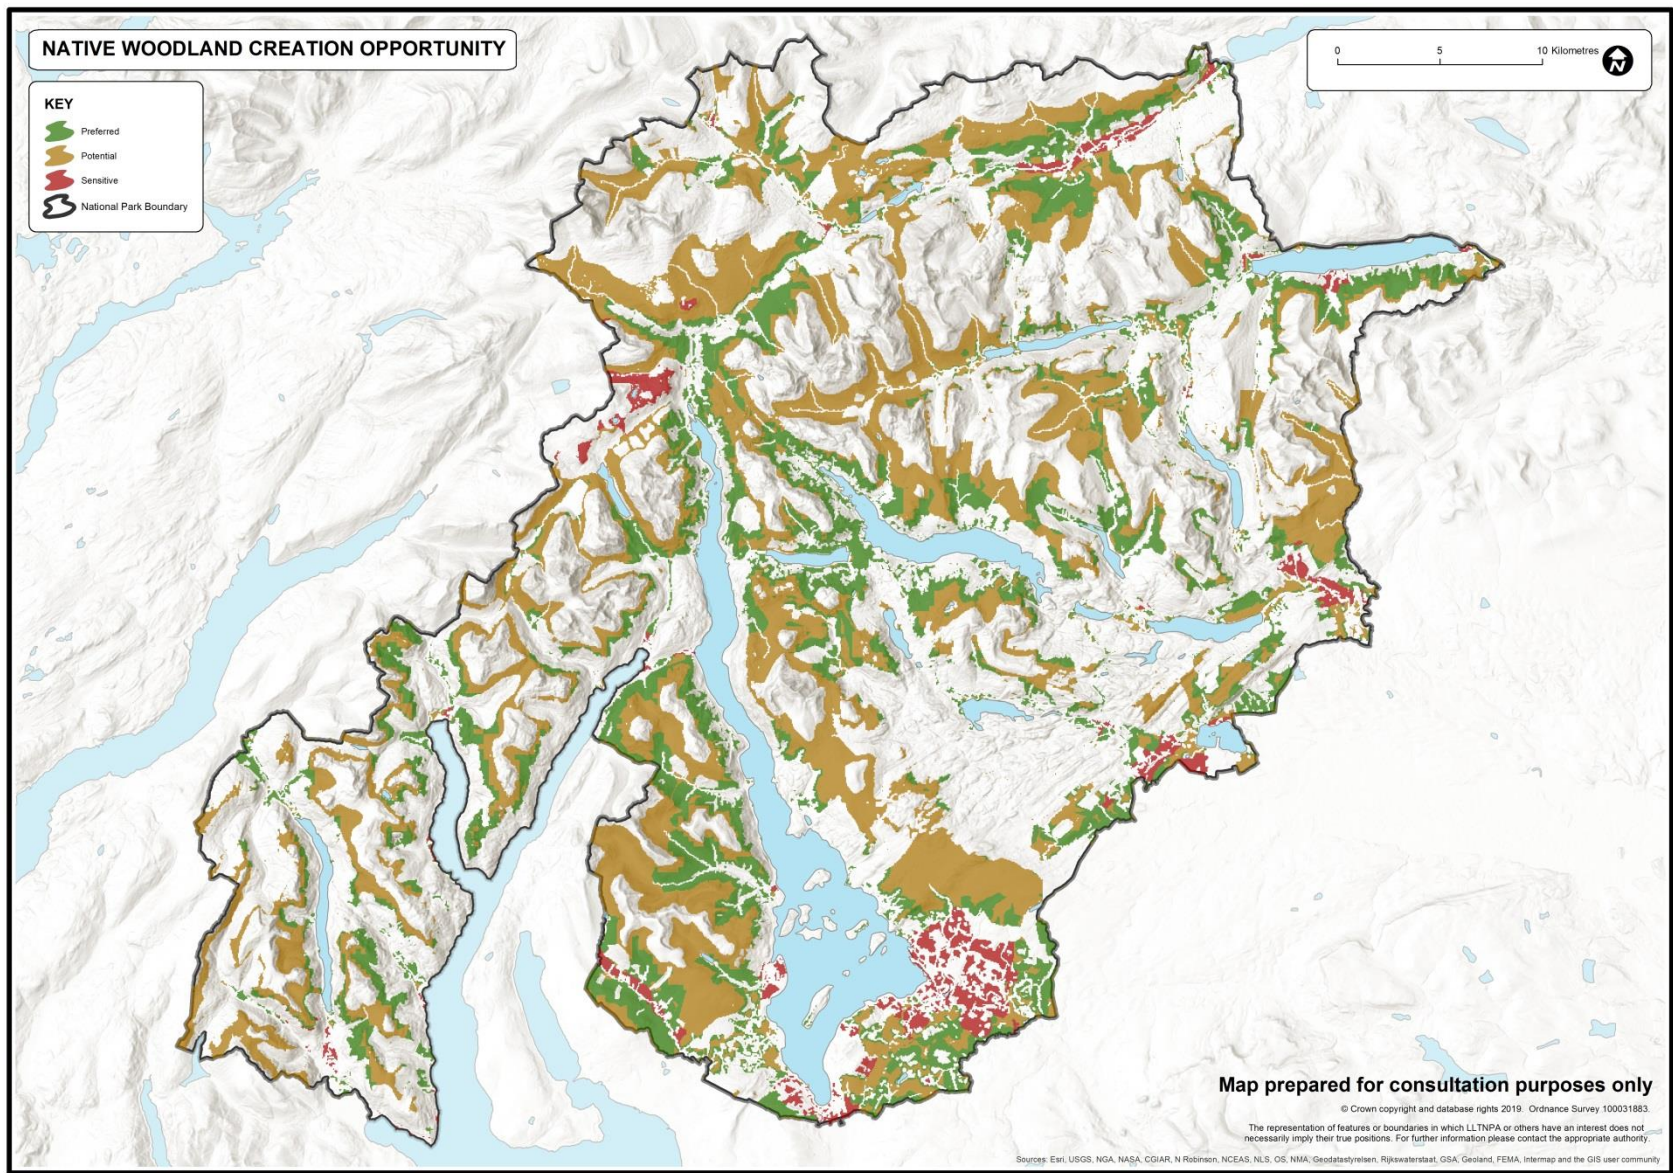 NATIVE WOODLAND CREATION OPPORTUNITY
0 5 10 Kilometres
N
KEY
Preferred
Potential
Sensitive
National Park Boundary
Map prepared for consultation purposes only
© Crown copyright and database rights 2019. Ordnance Survey 100031883.
The representation of features or boundaries in which LLTNPA or others have an interest does not
necessarily imply their true positions. For further information please contact the appropriate authority.
Sources: Esri, USGS, NGA, NASA, CGIAR, N Robinson, NCEAS, NLS, OS, NMA, Geodatastyrelsen, Rijkswaterstaat, GSA, Geoland, FEMA, Intermap and the GIS user community